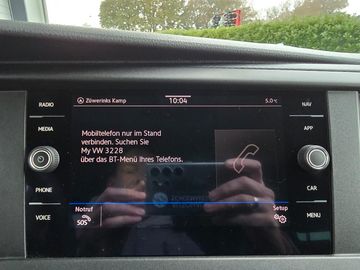 RADIO
MEDIA
PHONE
VOICE
Züwerinks Kamp
10:04
5.0°C
Mobiltelefon nur im Stand
verbinden. Suchen Sie
My VW 3228
über das BT-Menü Ihres Telefons.
Notruf
SOS
Setup
NAV
APP
CAR
MENU